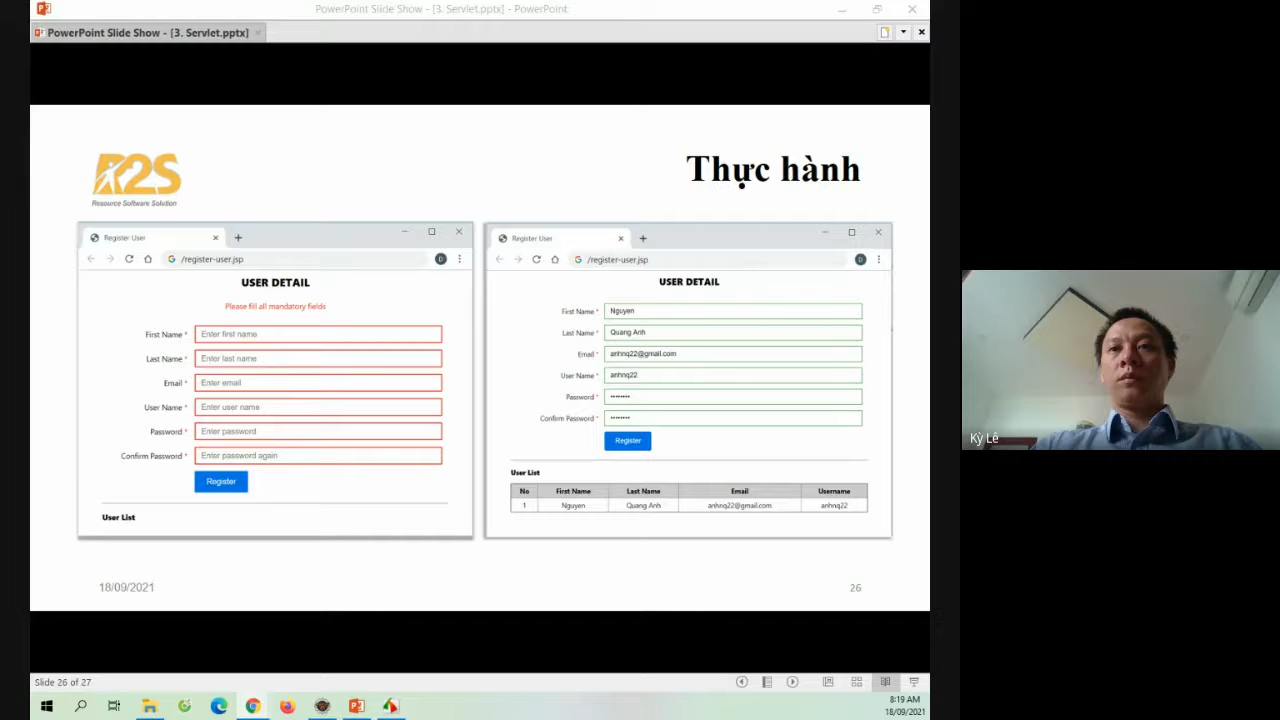 PowerPoint Slide Show - [3. Servlet.pptx] - PowerPoint
PowerPoint Slide Show - [3. Servlet.pptx]
R2S
Resource Software Solution
Thực hành
Register User
/register-user.jsp
D
USER DETAIL
Please fill all mandatory fields
First Name * Enter first name
Last Name * Enter last name
Email * Enter email
User Name * Enter user name
Password * Enter password
Confirm Password * Enter password again
Register
User List
Register User
/register-user.jsp
D
USER DETAIL
First Name * Nguyen
Last Name * Quang Anh
Email * anhnq22@gmail.com
User Name * anhnq22
Password * ••••••••
Confirm Password * ••••••••
Register
User List
No First Name Last Name Email Username
1 Nguyen Quang Anh anhnq22@gmail.com anhnq22
18/09/2021
26
Kỳ Lê
Slide 26 of 27
8:19 AM
18/09/2021